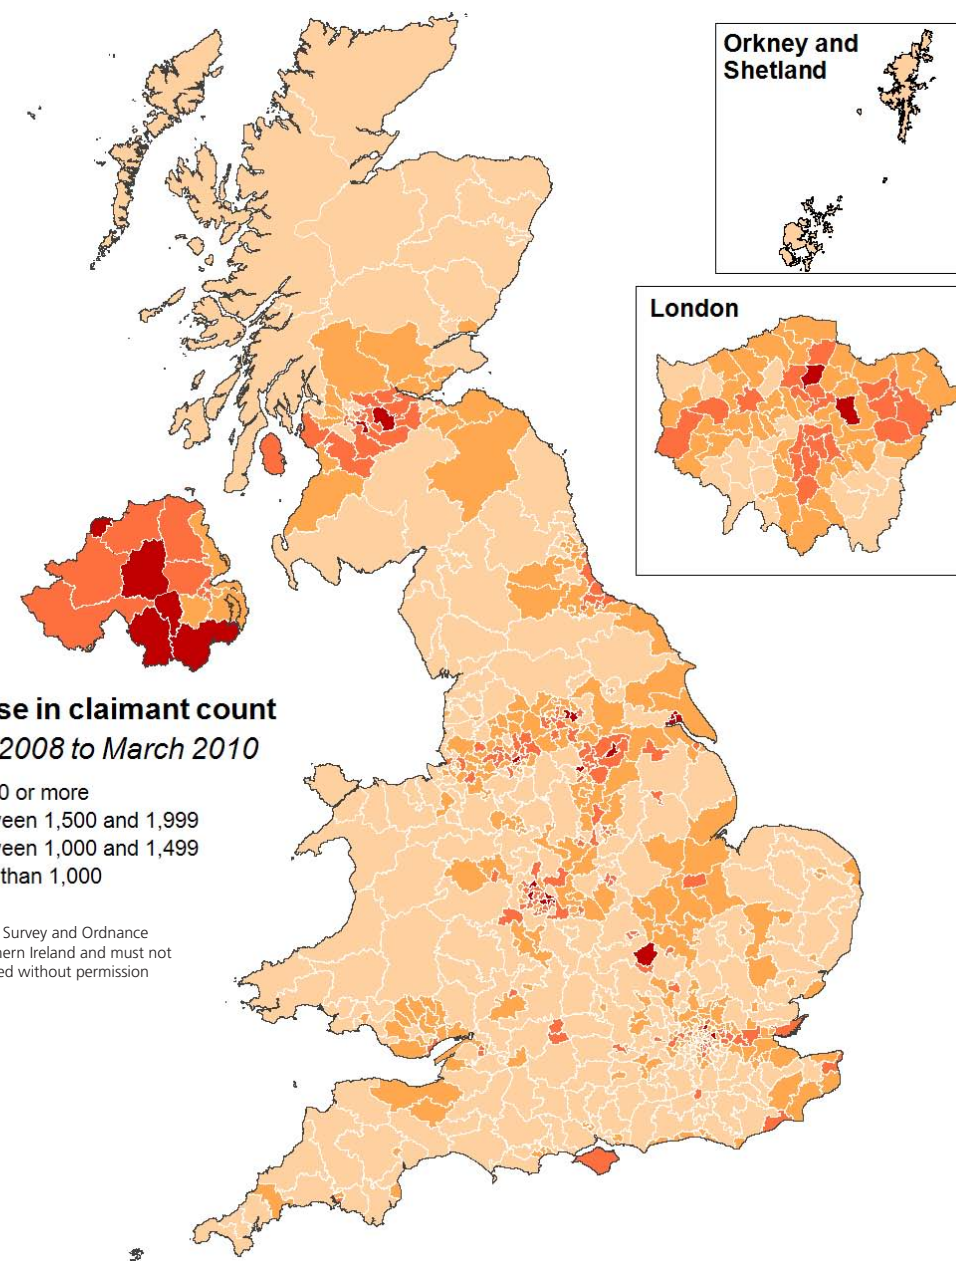 Orkney and
Shetland
London
se in claimant count
2008 to March 2010
0 or more
ween 1,500 and 1,999
ween 1,000 and 1,499
than 1,000
Survey and Ordnance
hern Ireland and must not
ed without permission